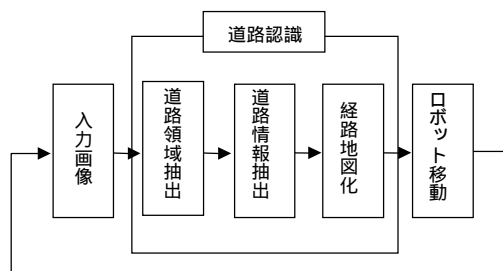 道路認識
入力画像
道路領域抽出
道路情報抽出
経路地図化
ロボット移動